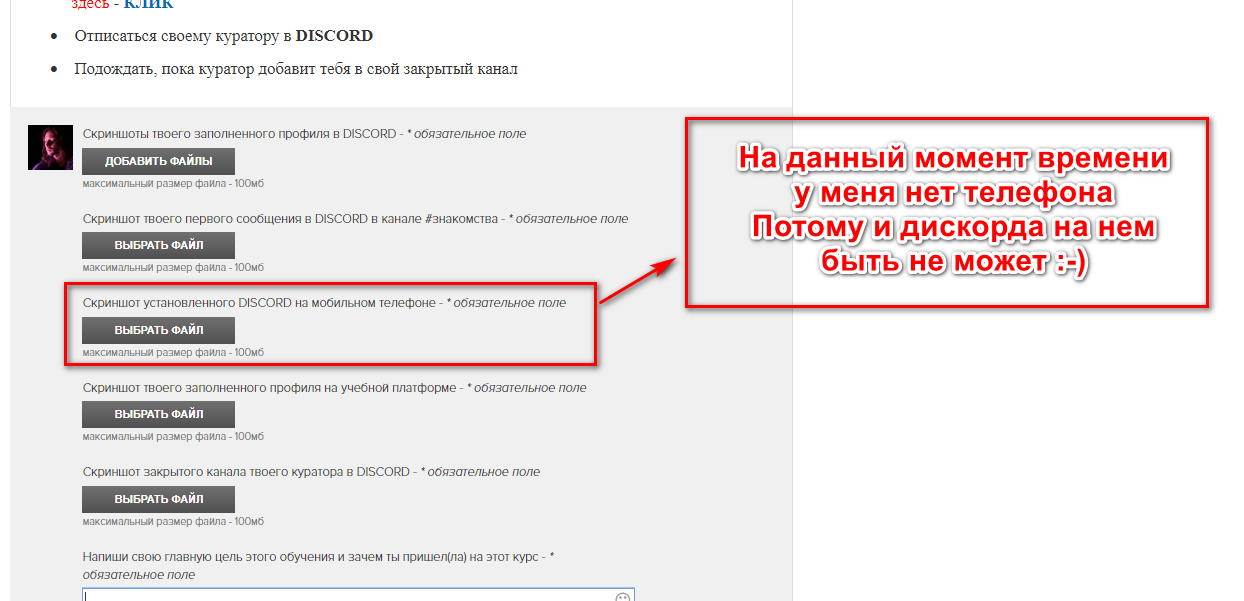 здесь - КЛИК
Отписаться своему куратору в DISCORD
Подождать, пока куратор добавит тебя в свой закрытый канал
Скриншоты твоего заполненного профиля в DISCORD - * обязательное поле
ДОБАВИТЬ ФАЙЛЫ
максимальный размер файла - 100мб
Скриншот твоего первого сообщения в DISCORD в канале #знакомства - * обязательное поле
ВЫБРАТЬ ФАЙЛ
максимальный размер файла - 100мб
Скриншот установленного DISCORD на мобильном телефоне - * обязательное поле
ВЫБРАТЬ ФАЙЛ
максимальный размер файла - 100мб
Скриншот твоего заполненного профиля на учебной платформе - * обязательное поле
ВЫБРАТЬ ФАЙЛ
максимальный размер файла - 100мб
Скриншот закрытого канала твоего куратора в DISCORD - * обязательное поле
ВЫБРАТЬ ФАЙЛ
максимальный размер файла - 100мб
Напиши свою главную цель этого обучения и зачем ты пришел(ла) на этот курс - *
обязательное поле
На данный момент времени
у меня нет телефона
Потому и дискорда на нем
быть не может :-)